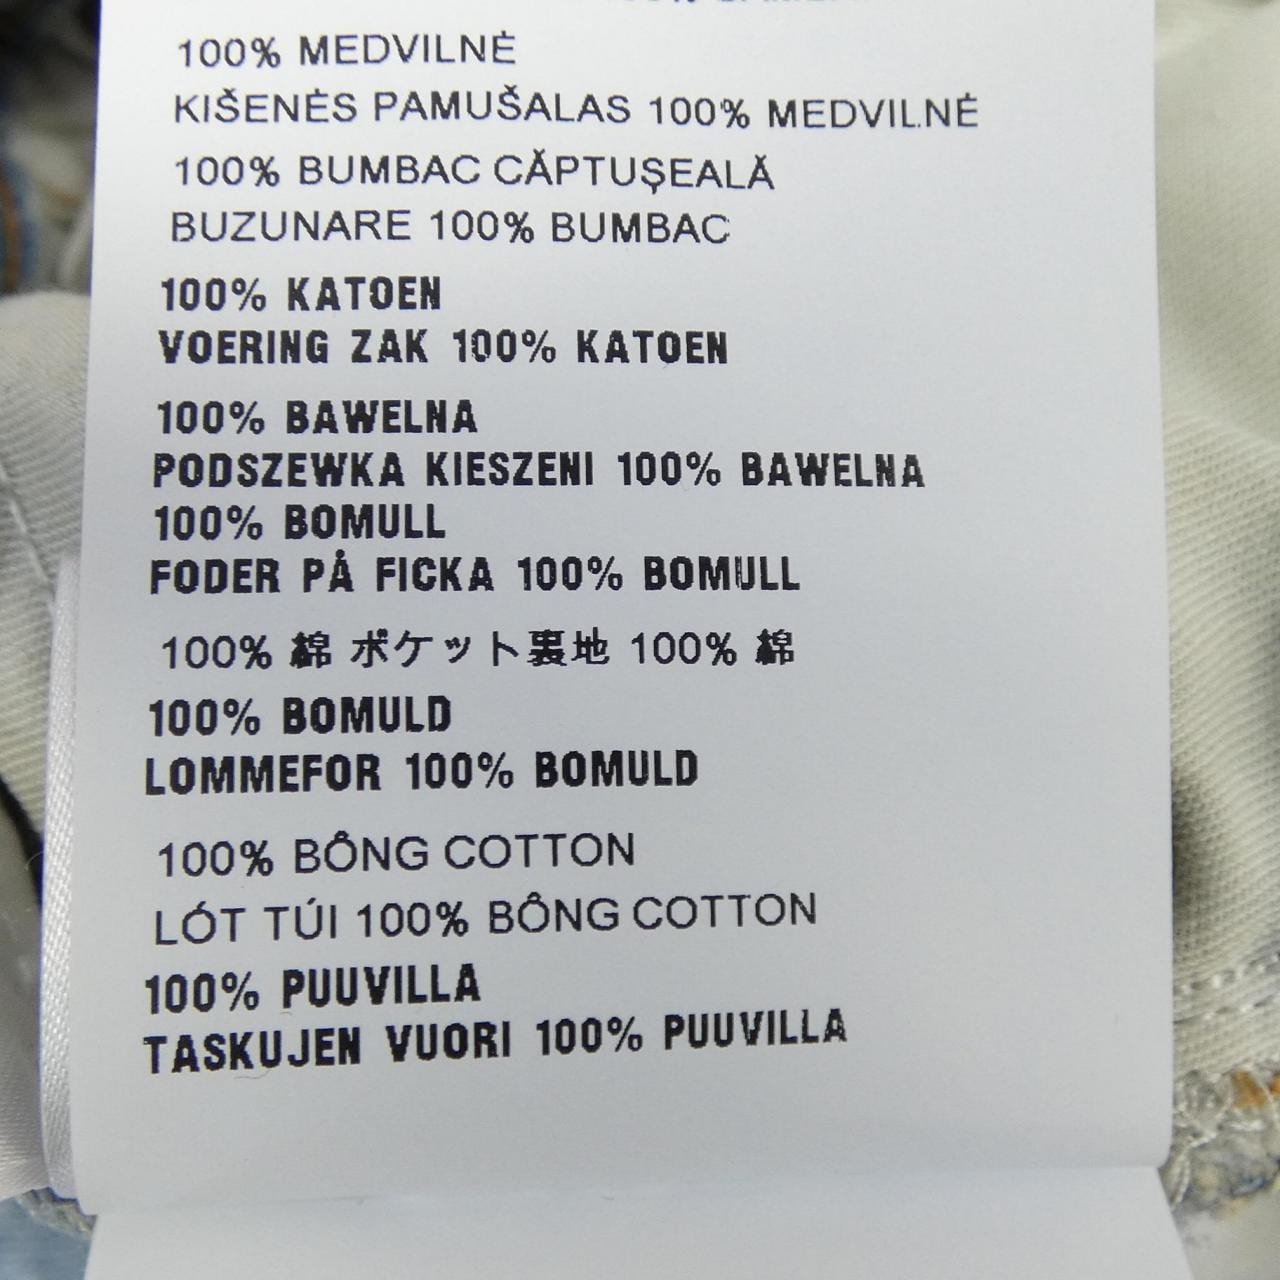 100% MEDVILNĖ
KIŠENĖS PAMUŠALAS 100% MEDVILNĖ
100% BUMBAC CĂPTUŞEALĂ
BUZUNARE 100% BUMBAC
100% KATOEN
VOERING ZAK 100% KATOEN
100% BAWELNA
PODSZEWKA KIESZENI 100% BAWELNA
100% BOMULL
FODER PÅ FICKA 100% BOMULL
100% 綿 ポケット裏地 100% 綿
100% BOMULD
LOMMEFOR 100% BOMULD
100% BÔNG COTTON
LÓT TÚI 100% BÔNG COTTON
100% PUUVILLA
TASKUJEN VUORI 100% PUUVILLA